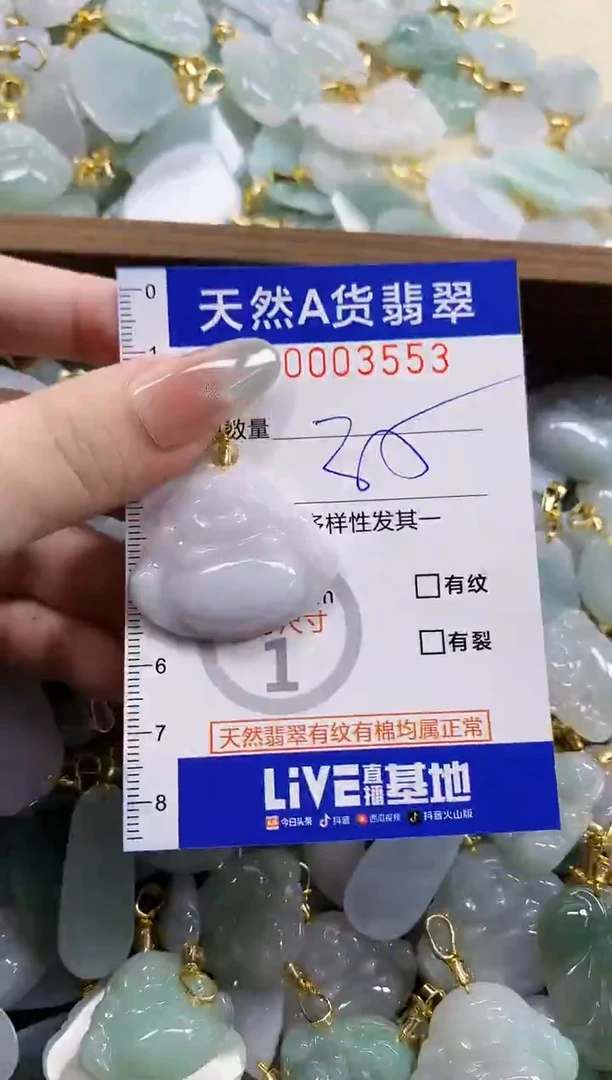 0
天然A货翡翠
0003553
数量
多样性发其一
有纹
尺寸
有裂
1
6
天然翡翠有纹有棉均属正常
7
LiVE直播基地
8
今日头条 抖音 西瓜视频 抖音火山版